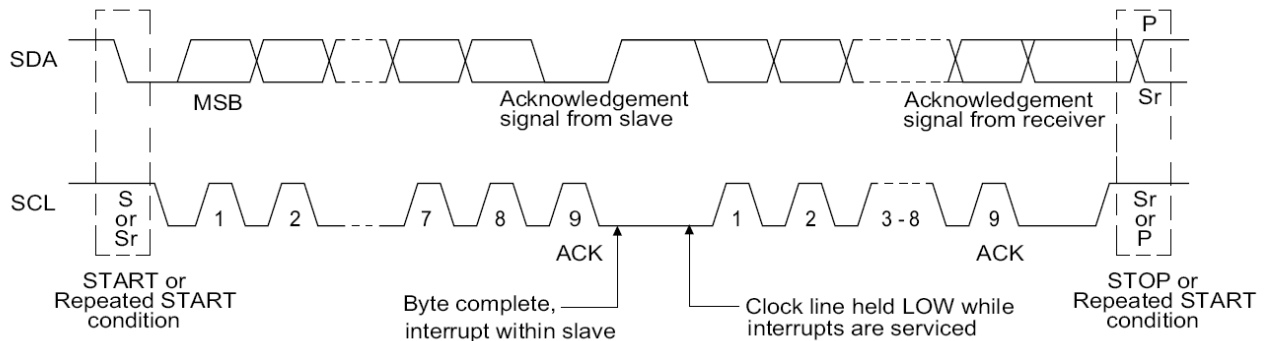 P
SDA
MSB
Acknowledgement
signal from slave
Acknowledgement
signal from receiver
Sr
SCL
S
or
Sr
1
2
7
8
9
1
2
3 - 8
9
Sr
or
P
ACK
ACK
START or
Repeated START
condition
Byte complete,
interrupt within slave
Clock line held LOW while
interrupts are serviced
STOP or
Repeated START
condition